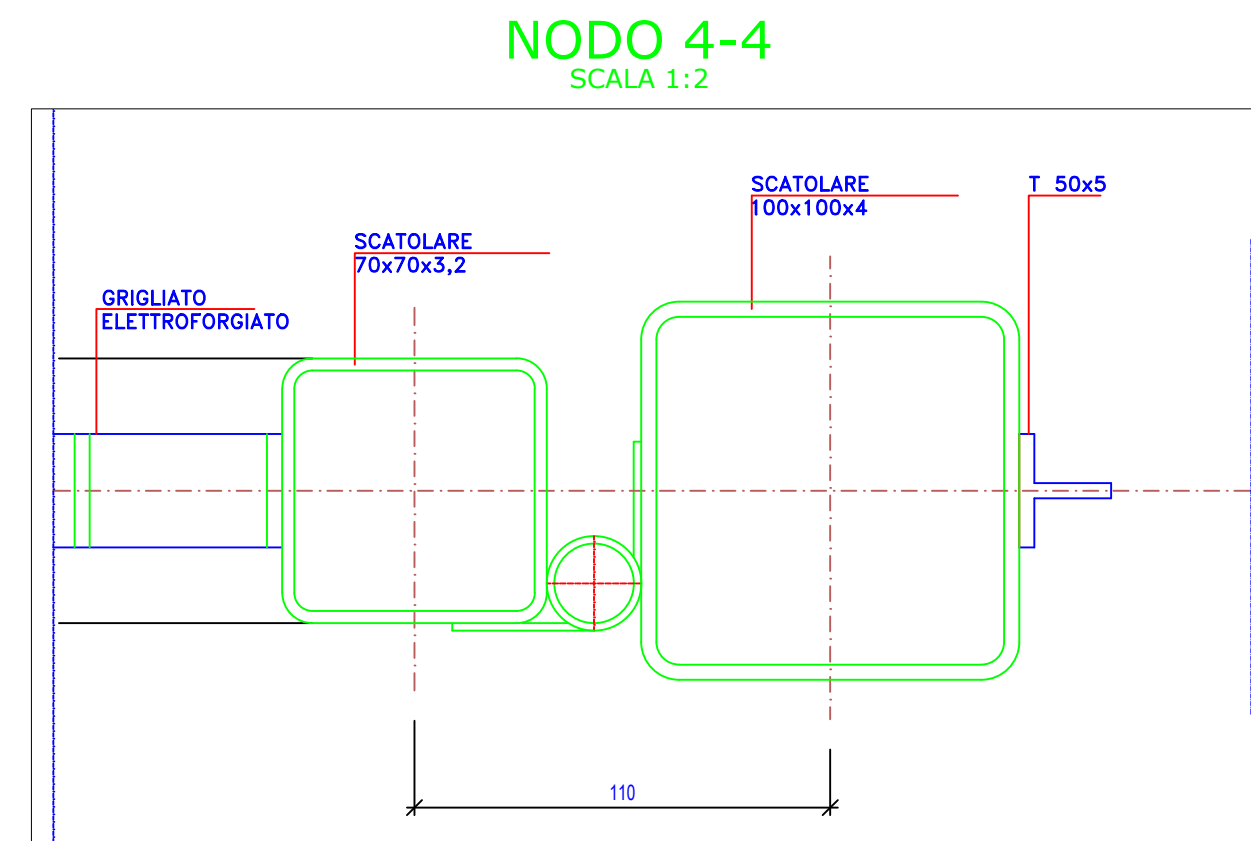 NODO 4-4
SCALA 1:2
SCATOLARE
100x100x4
T 50x5
SCATOLARE
70x70x3,2
GRIGLIATO
ELETTROFORGIATO
110